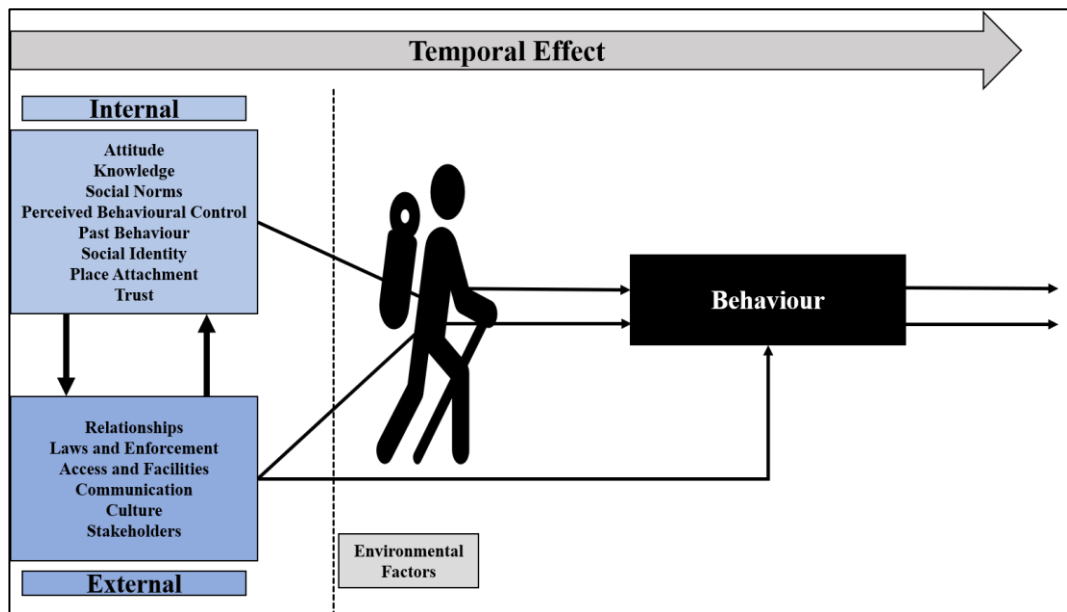 Temporal Effect
Internal
Attitude
Knowledge
Social Norms
Perceived Behavioural Control
Past Behaviour
Social Identity
Place Attachment
Trust
Behaviour
Relationships
Laws and Enforcement
Access and Facilities
Communication
Culture
Stakeholders
External
Environmental
Factors